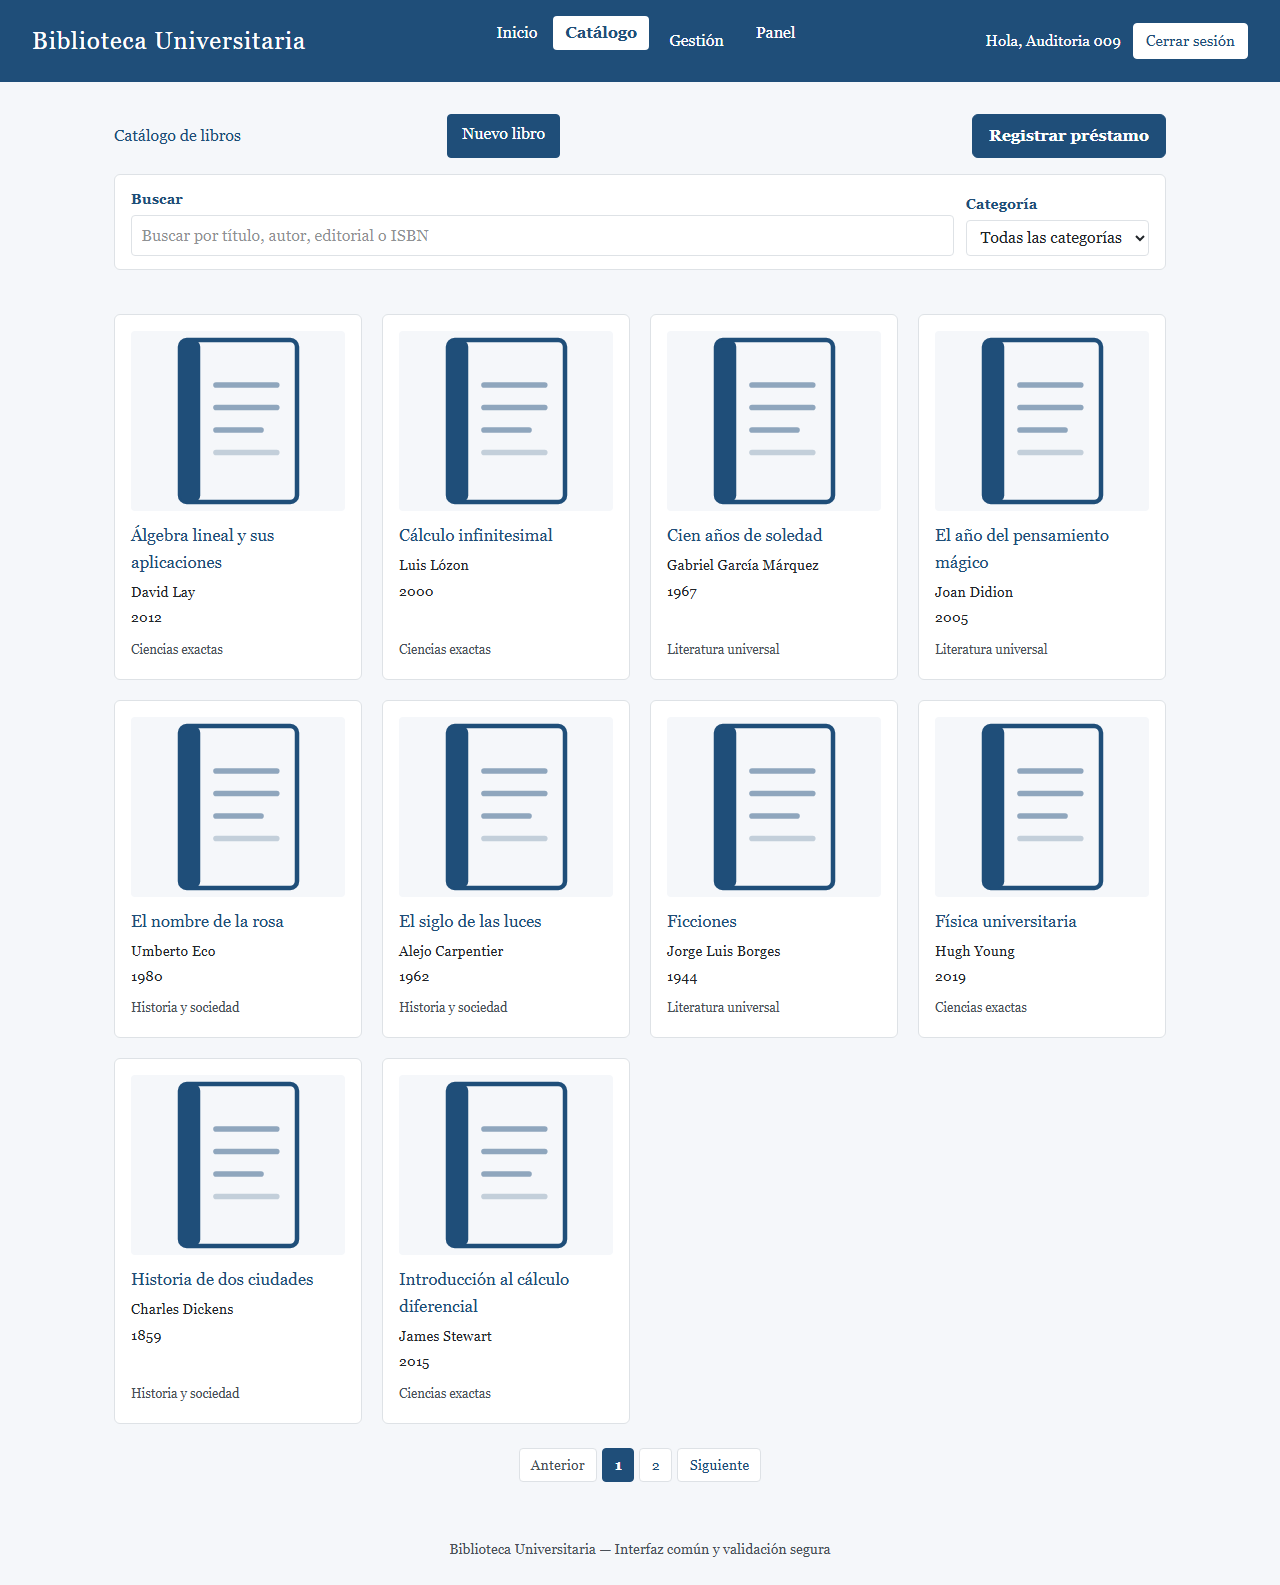 Biblioteca Universitaria
Inicio
Catálogo
Gestión
Panel
Hola, Auditoria 009
Cerrar sesión
Catálogo de libros
Nuevo libro
Registrar préstamo
Buscar
Buscar por título, autor, editorial o ISBN
Categoría
Todas las categorías
Álgebra lineal y sus
aplicaciones
David Lay
2012
Ciencias exactas
Cálculo infinitesimal
Luis Lózon
2000
Ciencias exactas
Cien años de soledad
Gabriel García Márquez
1967
Literatura universal
El año del pensamiento
mágico
Joan Didion
2005
Literatura universal
El nombre de la rosa
Umberto Eco
1980
Historia y sociedad
El siglo de las luces
Alejo Carpentier
1962
Historia y sociedad
Ficciones
Jorge Luis Borges
1944
Literatura universal
Física universitaria
Hugh Young
2019
Ciencias exactas
Historia de dos ciudades
Charles Dickens
1859
Historia y sociedad
Introducción al cálculo
diferencial
James Stewart
2015
Ciencias exactas
Anterior
1
2
Siguiente
Biblioteca Universitaria — Interfaz común y validación segura